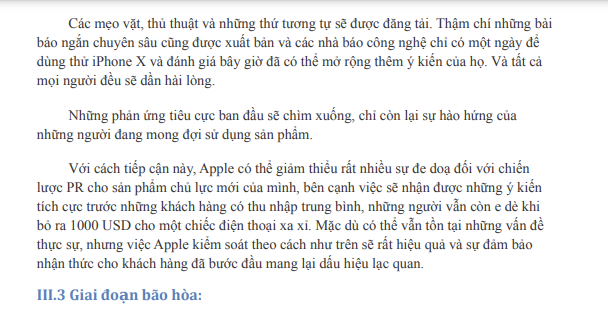 Các mẹo vặt, thủ thuật và những thứ tương tự sẽ được đăng tải. Thậm chí những bài
báo ngắn chuyên sâu cũng được xuất bản và các nhà báo công nghệ chỉ có một ngày để
dùng thử iPhone X và đánh giá bây giờ đã có thể mở rộng thêm ý kiến của họ. Và tất cả
mọi người đều sẽ dần hài lòng.
Những phản ứng tiêu cực ban đầu sẽ chìm xuống, chỉ còn lại sự hào hứng của
những người đang mong đợi sử dụng sản phẩm.
Với cách tiếp cận này, Apple có thể giảm thiểu rất nhiều sự đe doạ đối với chiến
lược PR cho sản phẩm chủ lực mới của mình, bên cạnh việc sẽ nhận được những ý kiến
tích cực trước những khách hàng có thu nhập trung bình, những người vẫn còn e dè khi
bỏ ra 1000 USD cho một chiếc điện thoại xa xỉ. Mặc dù có thể vẫn tồn tại những vấn đề
thực sự, nhưng việc Apple kiểm soát theo cách như trên sẽ rất hiệu quả và sự đảm bảo
nhận thức cho khách hàng đã bước đầu mang lại dấu hiệu lạc quan.
III.3 Giai đoạn bão hòa: